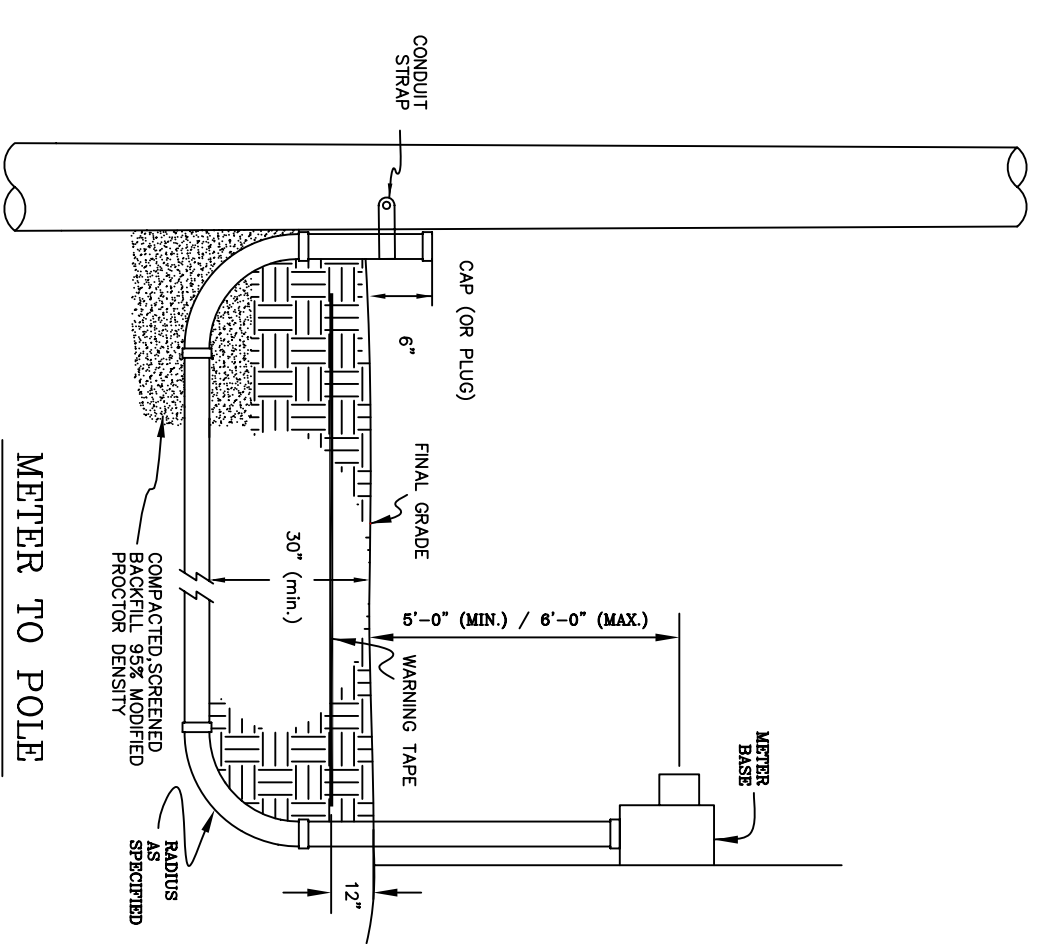 CONDUIT
STRAP
CAP (OR PLUG)
6"
FINAL GRADE
30" (min.)
5'-0" (MIN.) / 6'-0" (MAX.)
WARNING TAPE
METER
BASE
12"
COMPACTED,SCREENED
BACKFILL 95% MODIFIED
PROCTOR DENSITY
RADIUS
AS
SPECIFIED
METER TO POLE